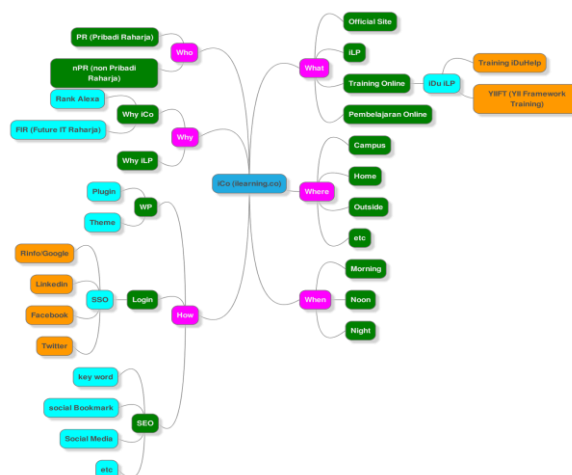 iCo (ilearning.co)
Who
PR (Pribadi Raharja)
nPR (non Pribadi
Raharja)
Why
Why iCo
Rank Alexa
FIR (Future IT Raharja)
Why iLP
How
WP
Plugin
Theme
Login
SSO
RInfo/Google
Linkedin
Facebook
Twitter
SEO
key word
social Bookmark
Social Media
etc
What
Official Site
iLP
Training Online
iDu iLP
Training iDuHelp
YIIFT (YII Framework
Training)
Pembelajaran Online
Where
Campus
Home
Outside
etc
When
Morning
Noon
Night